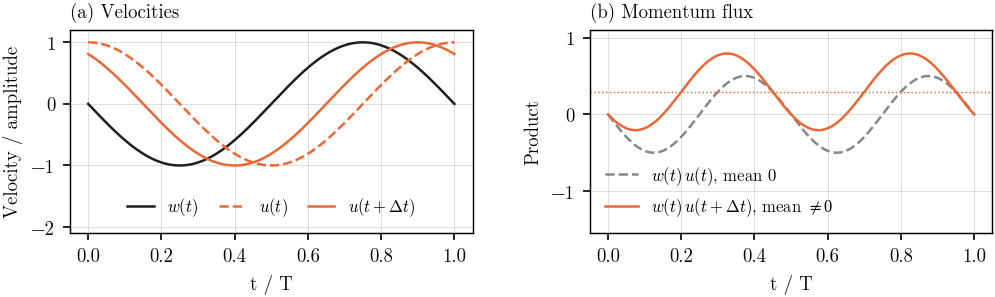 (a) Velocities
Velocity / amplitude
1
0
−1
−2
w(t)
u(t)
u(t + Δt)
0.0
0.2
0.4
0.6
0.8
1.0
t / T
(b) Momentum flux
Product
1
0
−1
w(t) u(t), mean 0
w(t) u(t + Δt), mean ≠0
0.0
0.2
0.4
0.6
0.8
1.0
t / T